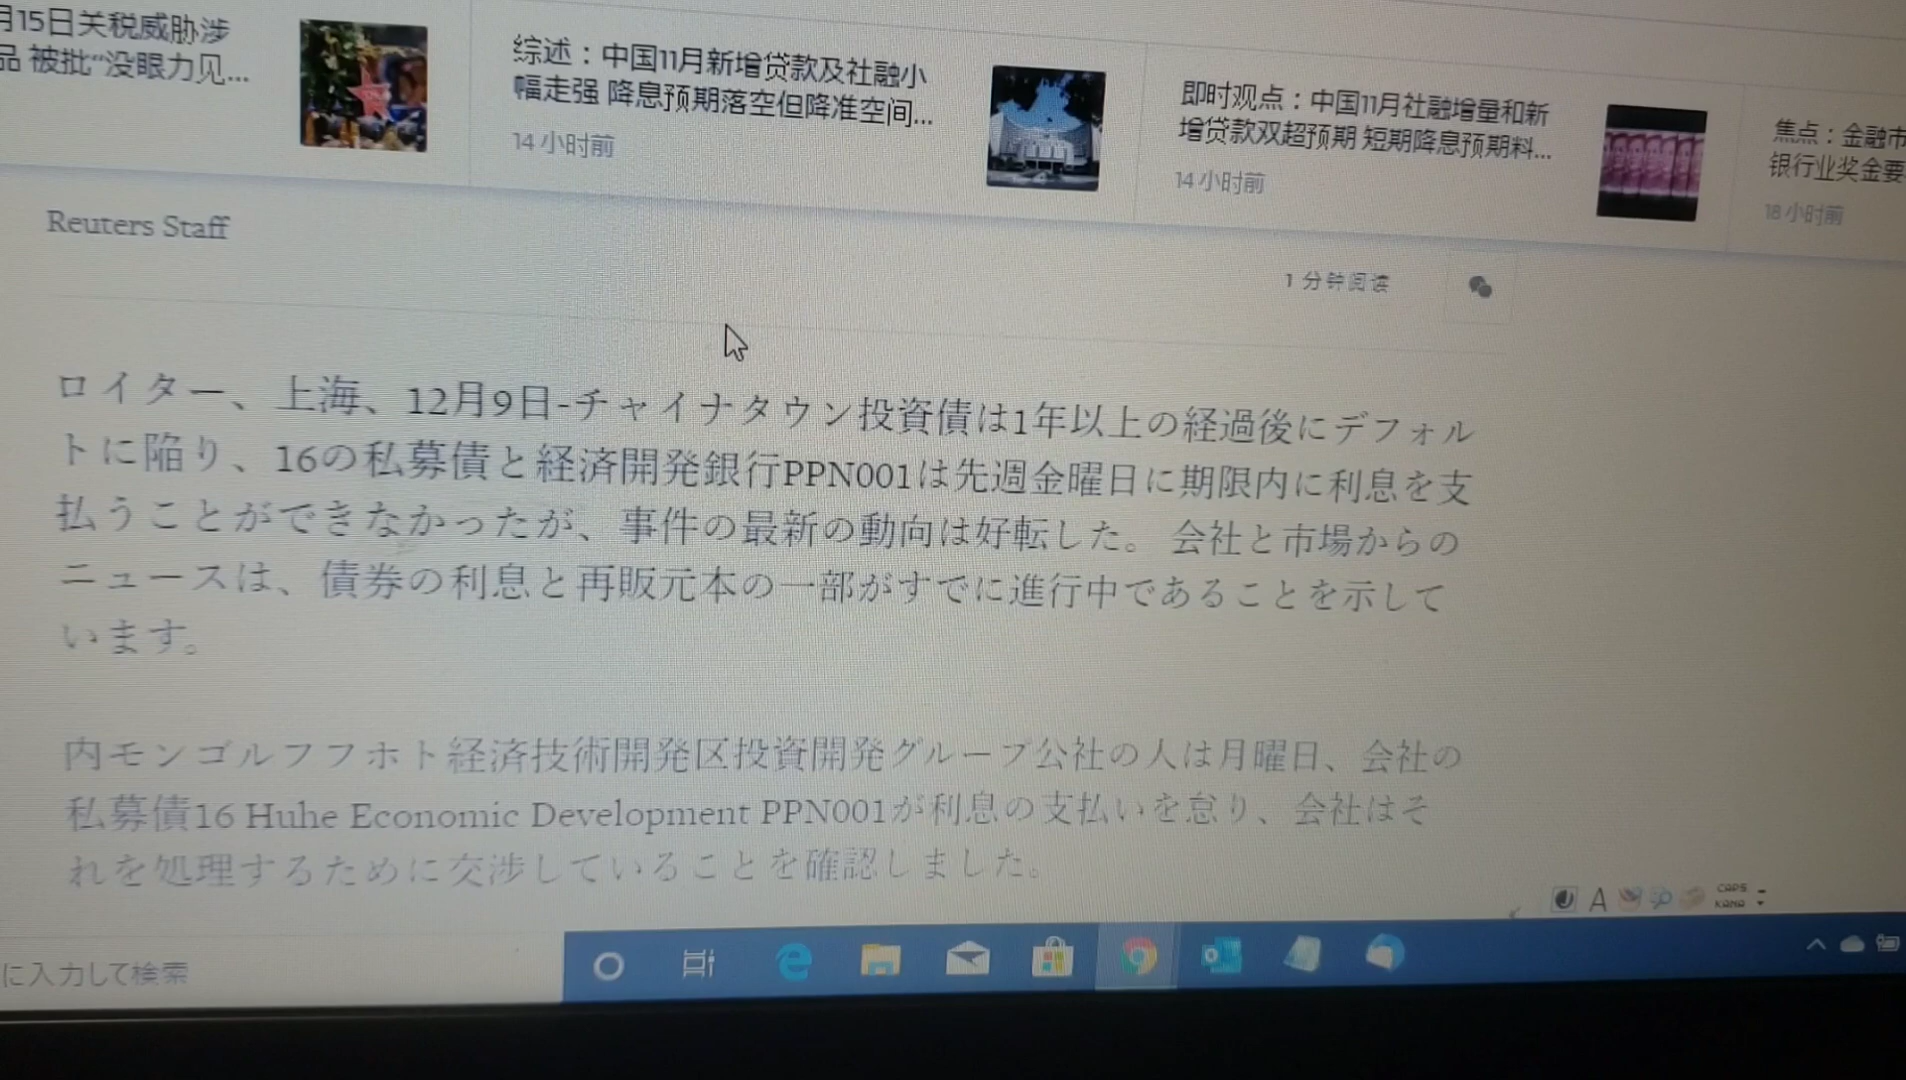 月15日关税威胁涉
品 被批“没眼力见...
综述：中国11月新增贷款及社融小
幅走强 降息预期落空但降准空间...
14 小时前
即时观点：中国11月社融增量和新
增贷款双超预期 短期降息预期料...
14 小时前
焦点：金融市
银行业奖金要
18 小时前
Reuters Staff
1 分钟阅读
ロイター、上海、12月9日-チャイナタウン投資債は1年以上の経過後にデフォル
トに陥り、16の私募債と経済開発銀行PPN001は先週金曜日に期限内に利息を支
払うことができなかったが、事件の最新の動向は好転した。 会社と市場からの
ニュースは、債券の利息と再販元本の一部がすでに進行中であることを示して
います。
内モンゴルフフホト経済技術開発区投資開発グループ公社の人は月曜日、会社の
私募債16 Huhe Economic Development PPN001が利息の支払いを怠り、会社はそ
れを処理するために交渉していることを確認しました。
A
CAPS
KANA
に入力して検索